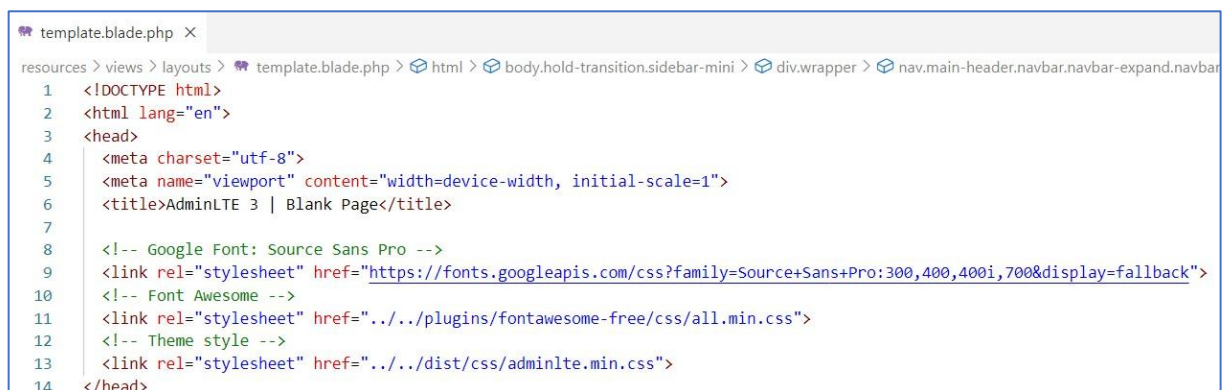 template.blade.php ×
resources > views > layouts > template.blade.php > html > body.hold-transition.sidebar-mini > div.wrapper > nav.main-header.navbar.navbar-expand.navbar
1 <!DOCTYPE html>
2 <html lang="en">
3 <head>
4 <meta charset="utf-8">
5 <meta name="viewport" content="width=device-width, initial-scale=1">
6 <title>AdminLTE 3 | Blank Page</title>
7
8 <!-- Google Font: Source Sans Pro -->
9 <link rel="stylesheet" href="https://fonts.googleapis.com/css?family=Source+Sans+Pro:300,400,400i,700&display=fallback">
10 <!-- Font Awesome -->
11 <link rel="stylesheet" href="../../plugins/fontawesome-free/css/all.min.css">
12 <!-- Theme style -->
13 <link rel="stylesheet" href="../../dist/css/adminlte.min.css">
14 </head>